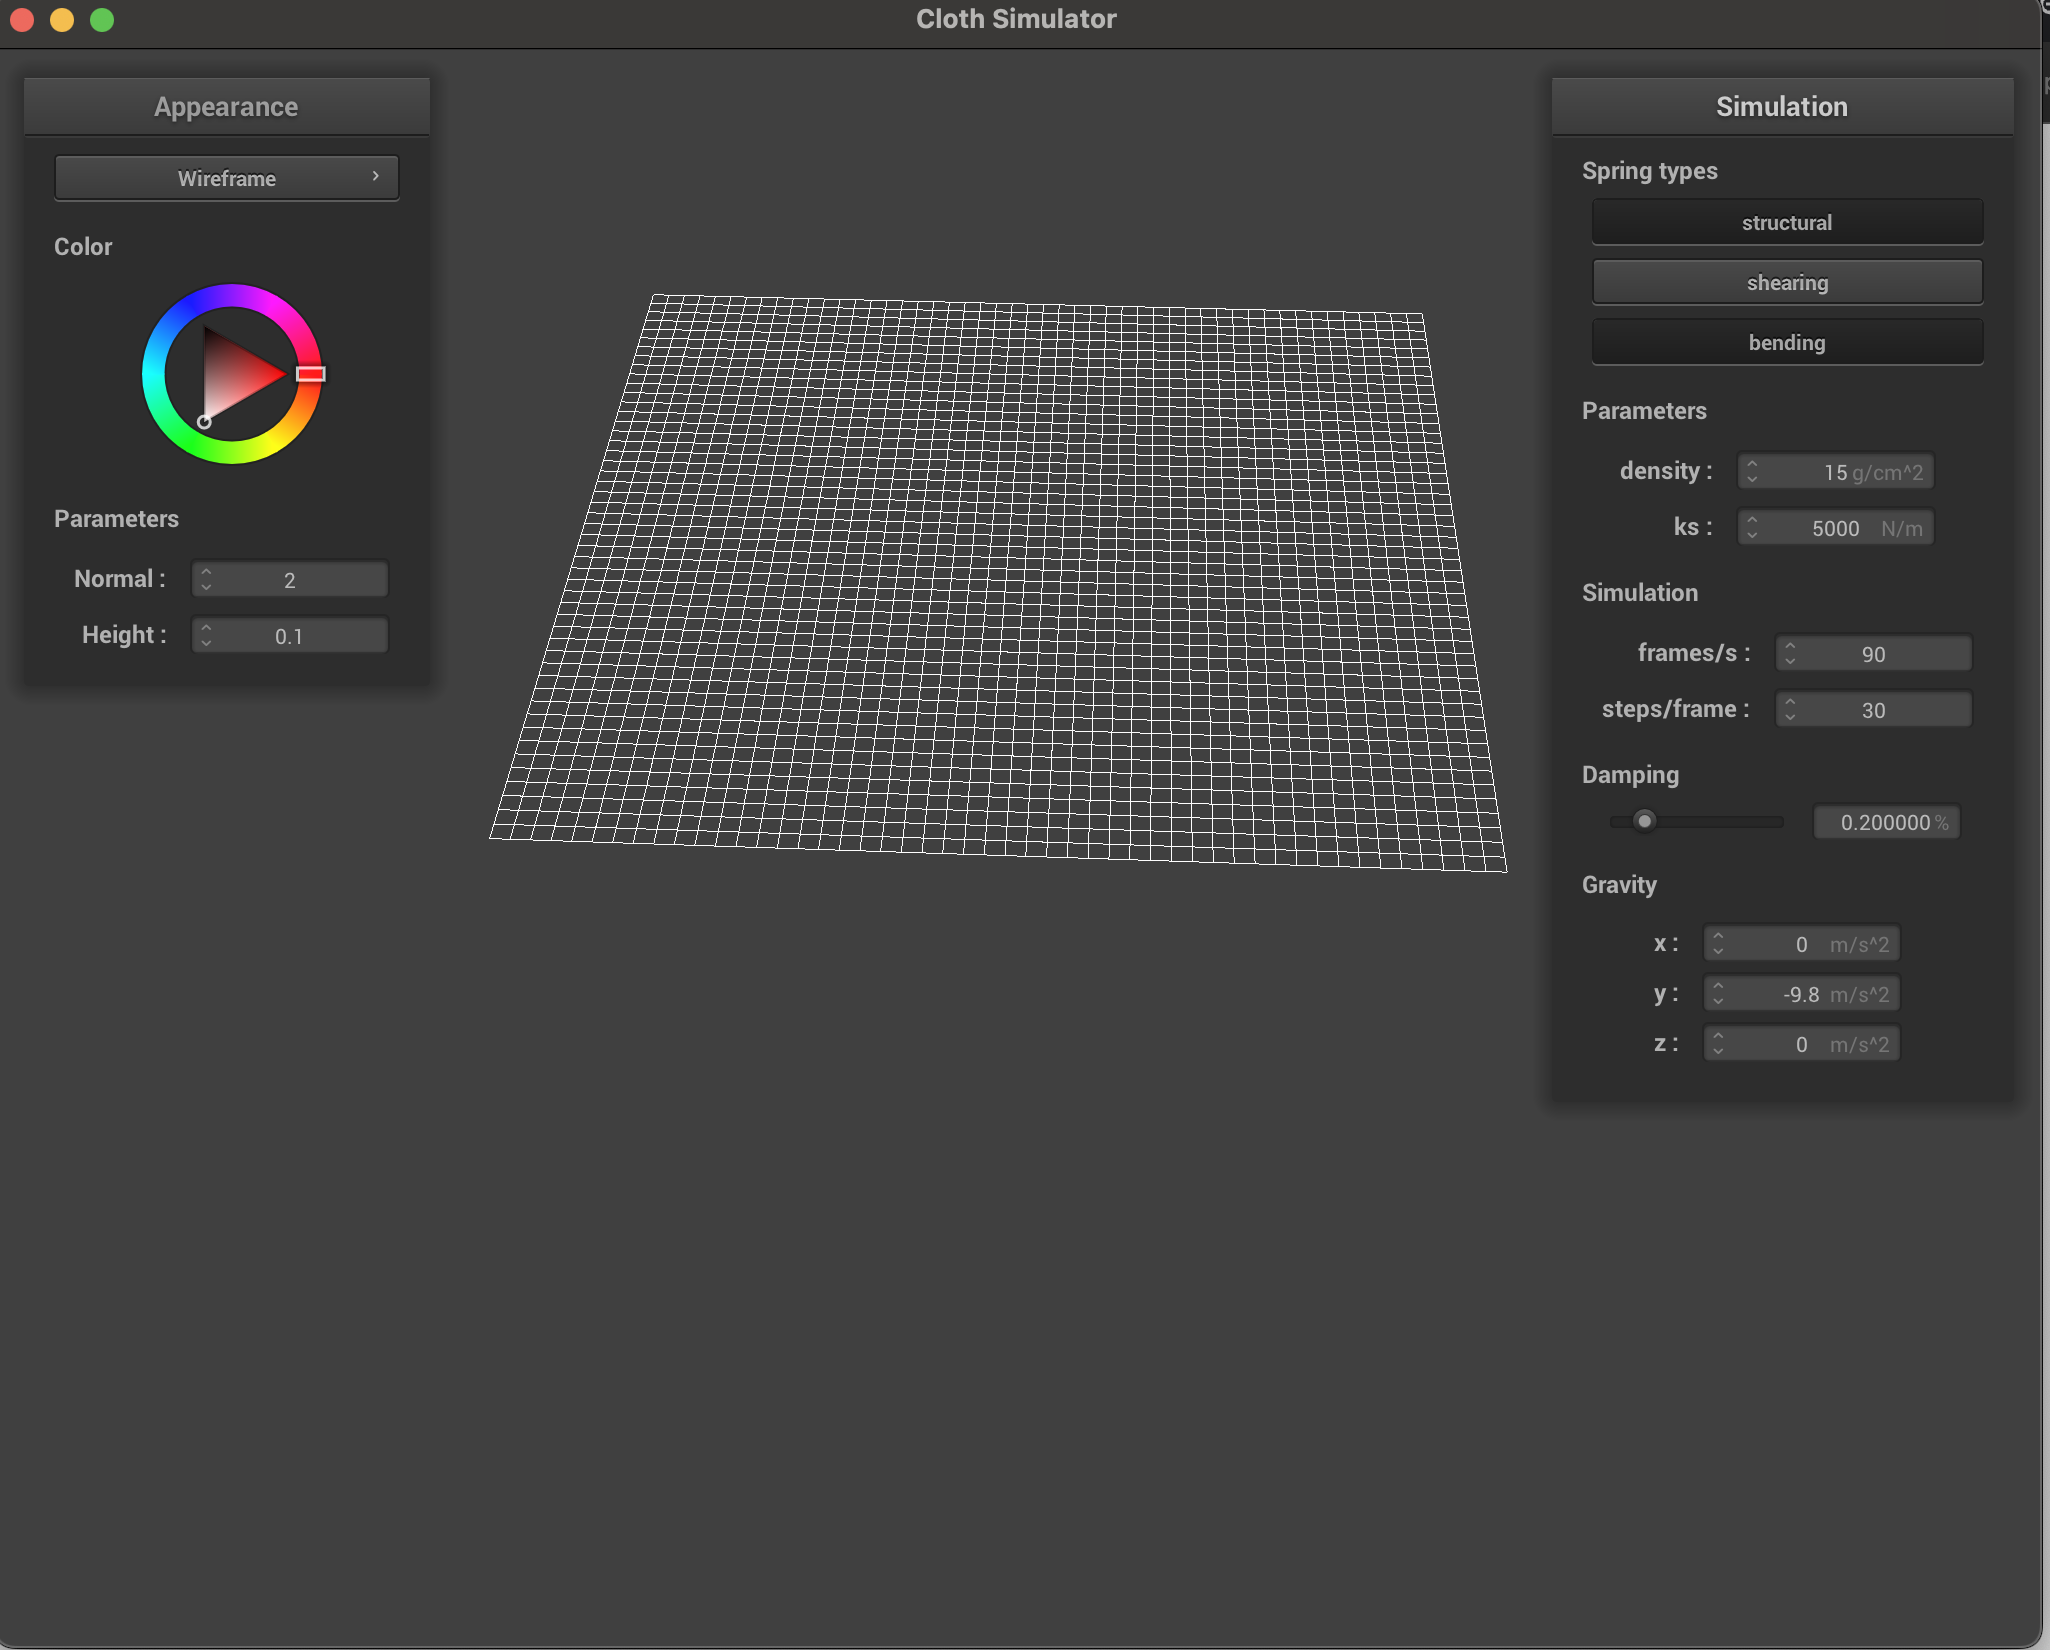 Cloth Simulator
Appearance
Wireframe
Color
Parameters
Normal : 2
Height : 0.1
Simulation
Spring types
structural
shearing
bending
Parameters
density : 15 g/cm^2
ks : 5000 N/m
Simulation
frames/s : 90
steps/frame : 30
Damping
0.200000 %
Gravity
x : 0 m/s^2
y : -9.8 m/s^2
z : 0 m/s^2